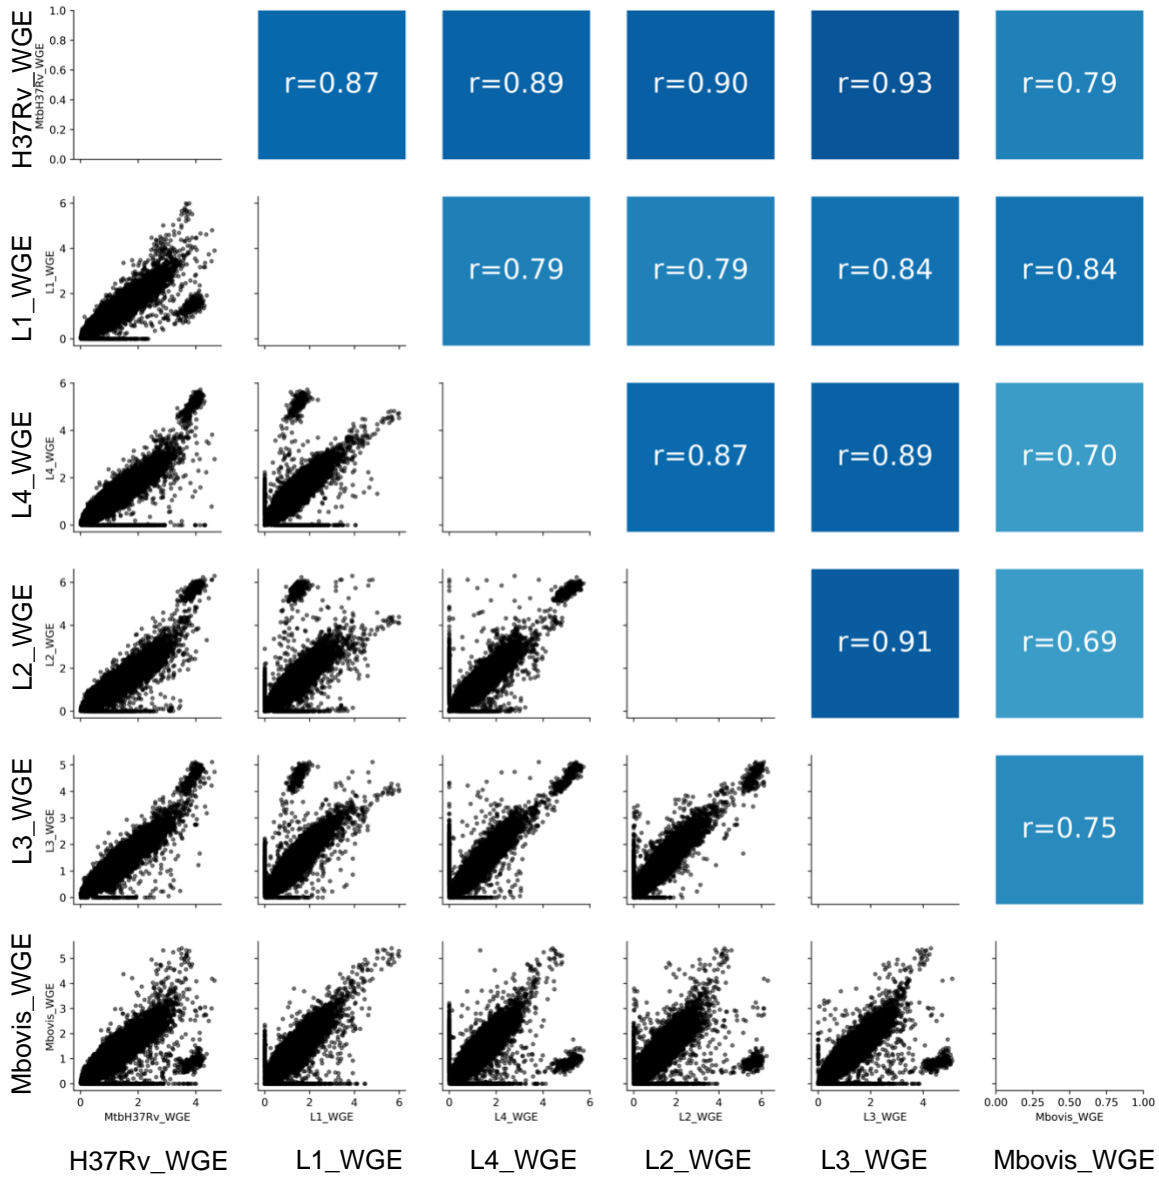 H37Rv_WGE
MtbH37Rv_WGE
1.0
0.8
0.6
0.4
0.2
0.0
r=0.87
r=0.89
r=0.90
r=0.93
r=0.79
L1_WGE
L1_WGE
6
4
2
0
r=0.79
r=0.79
r=0.84
r=0.84
L4_WGE
L4_WGE
6
4
2
0
r=0.87
r=0.89
r=0.70
L2_WGE
L2_WGE
6
4
2
0
r=0.91
r=0.69
L3_WGE
L3_WGE
5
4
3
2
1
0
r=0.75
Mbovis_WGE
Mbovis_WGE
5
4
3
2
1
0
0 2 4
0 2 4 6
0 2 4 6
0 2 4 6
0 2 4
0.00 0.25 0.50 0.75 1.00
MtbH37Rv_WGE
L1_WGE
L4_WGE
L2_WGE
L3_WGE
Mbovis_WGE
H37Rv_WGE
L1_WGE
L4_WGE
L2_WGE
L3_WGE
Mbovis_WGE